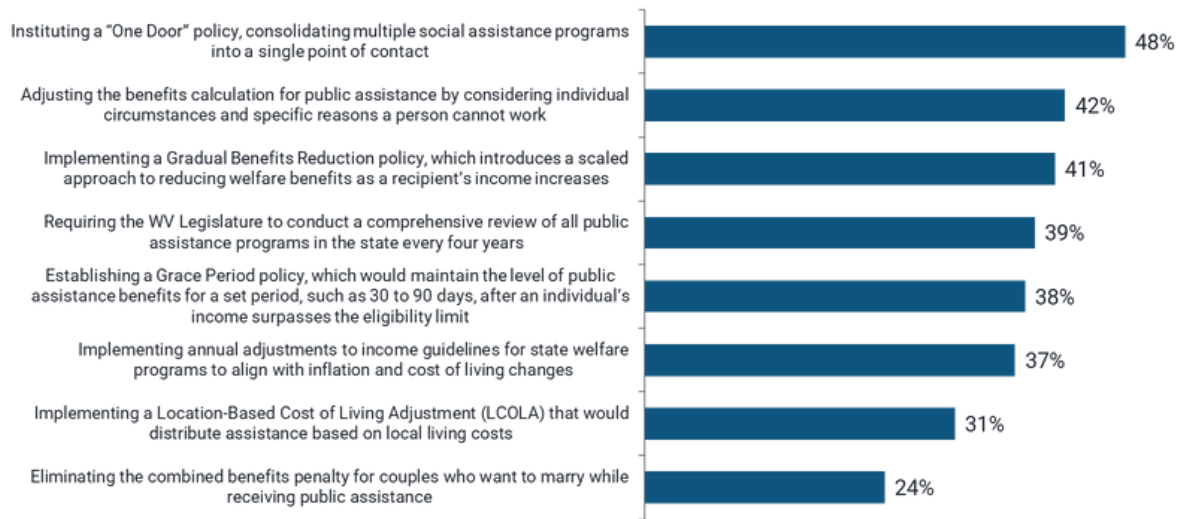 Instituting a “One Door” policy, consolidating multiple social assistance programs
into a single point of contact
48%
Adjusting the benefits calculation for public assistance by considering individual
circumstances and specific reasons a person cannot work
42%
Implementing a Gradual Benefits Reduction policy, which introduces a scaled
approach to reducing welfare benefits as a recipient’s income increases
41%
Requiring the WV Legislature to conduct a comprehensive review of all public
assistance programs in the state every four years
39%
Establishing a Grace Period policy, which would maintain the level of public
assistance benefits for a set period, such as 30 to 90 days, after an individual’s
income surpasses the eligibility limit
38%
Implementing annual adjustments to income guidelines for state welfare
programs to align with inflation and cost of living changes
37%
Implementing a Location-Based Cost of Living Adjustment (LCOLA) that would
distribute assistance based on local living costs
31%
Eliminating the combined benefits penalty for couples who want to marry while
receiving public assistance
24%